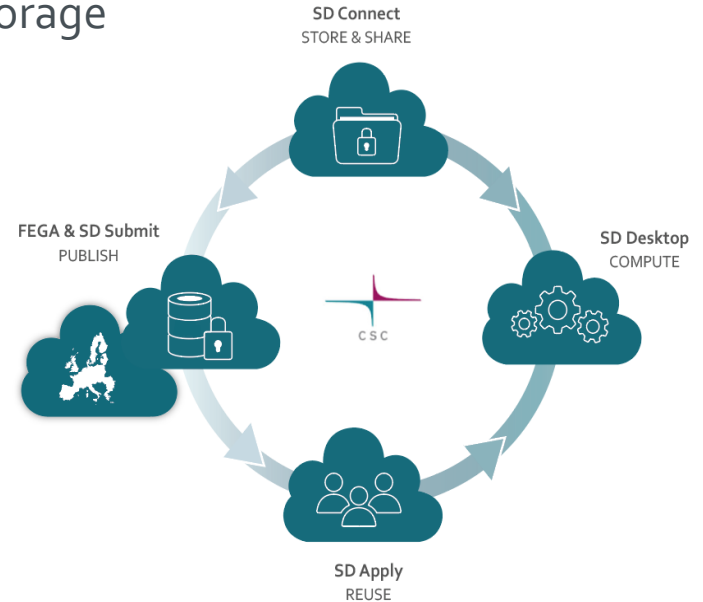 orage
SD Connect
STORE & SHARE
FEGA & SD Submit
PUBLISH
SD Desktop
COMPUTE
CSC
SD Apply
REUSE